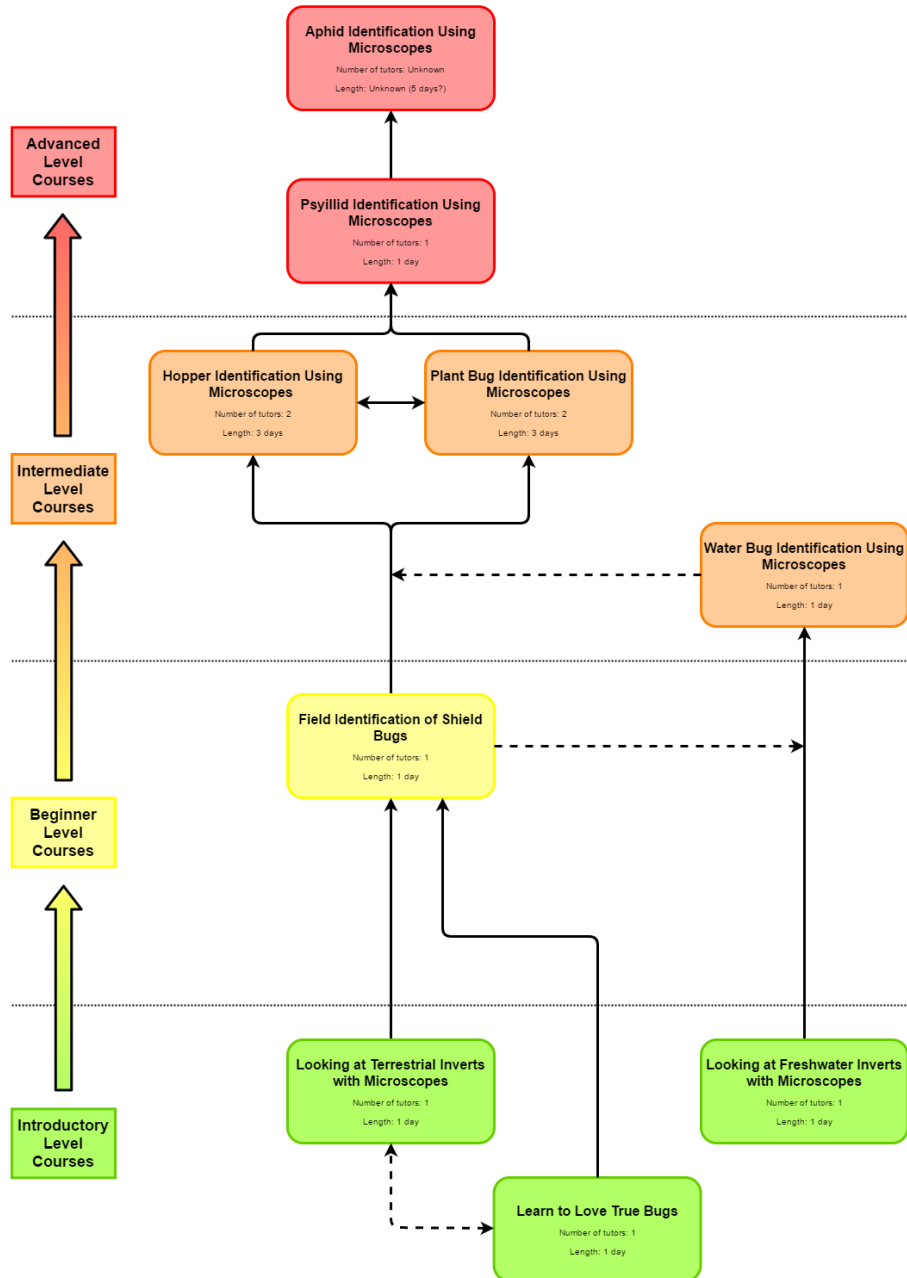 Aphid Identification Using
Microscopes
Number of tutors: Unknown
Length: Unknown (5 days?)
Advanced
Level
Courses
Psyillid Identification Using
Microscopes
Number of tutors: 1
Length: 1 day
Hopper Identification Using
Microscopes
Number of tutors: 2
Length: 3 days
Plant Bug Identification Using
Microscopes
Number of tutors: 2
Length: 3 days
Intermediate
Level
Courses
Water Bug Identification Using
Microscopes
Number of tutors: 1
Length: 1 day
Field Identification of Shield
Bugs
Number of tutors: 1
Length: 1 day
Beginner
Level
Courses
Looking at Terrestrial Inverts
with Microscopes
Number of tutors: 1
Length: 1 day
Looking at Freshwater Inverts
with Microscopes
Number of tutors: 1
Length: 1 day
Introductory
Level
Courses
Learn to Love True Bugs
Number of tutors: 1
Length: 1 day